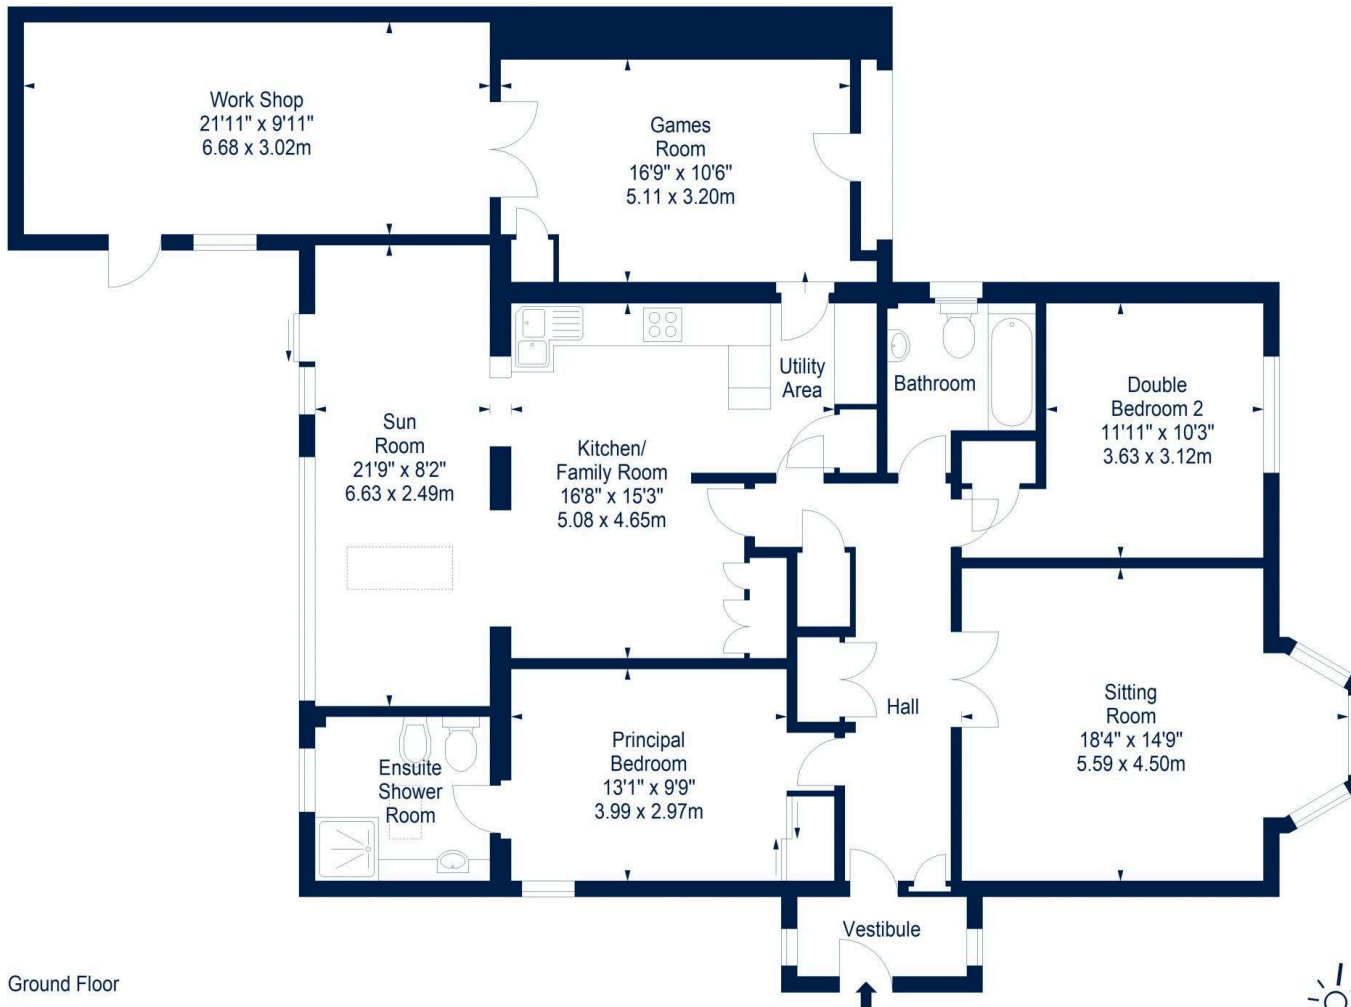 Work Shop
21'11" x 9'11"
6.68 x 3.02m
Games
Room
16'9" x 10'6"
5.11 x 3.20m
Sun
Room
21'9" x 8'2"
6.63 x 2.49m
Kitchen/
Family Room
16'8" x 15'3"
5.08 x 4.65m
Utility
Area
Bathroom
Double
Bedroom 2
11'11" x 10'3"
3.63 x 3.12m
Ensuite
Shower
Room
Principal
Bedroom
13'1" x 9'9"
3.99 x 2.97m
Hall
Sitting
Room
18'4" x 14'9"
5.59 x 4.50m
Vestibule
Ground Floor